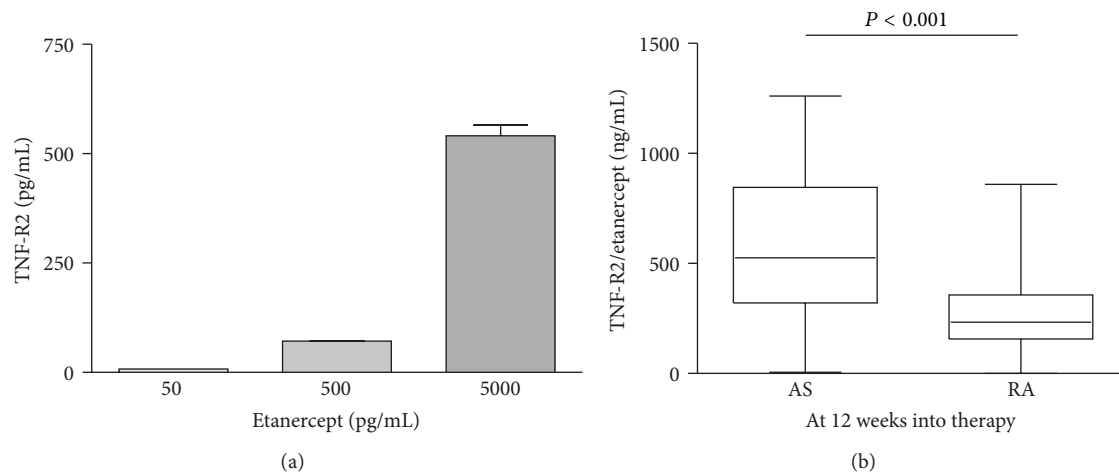 750
500
250
0
TNF-R2 (pg/mL)
50 500 5000
Etanercept (pg/mL)
(a)
P < 0.001
1500
1000
500
0
TNF-R2/etanercept (ng/mL)
AS RA
At 12 weeks into therapy
(b)